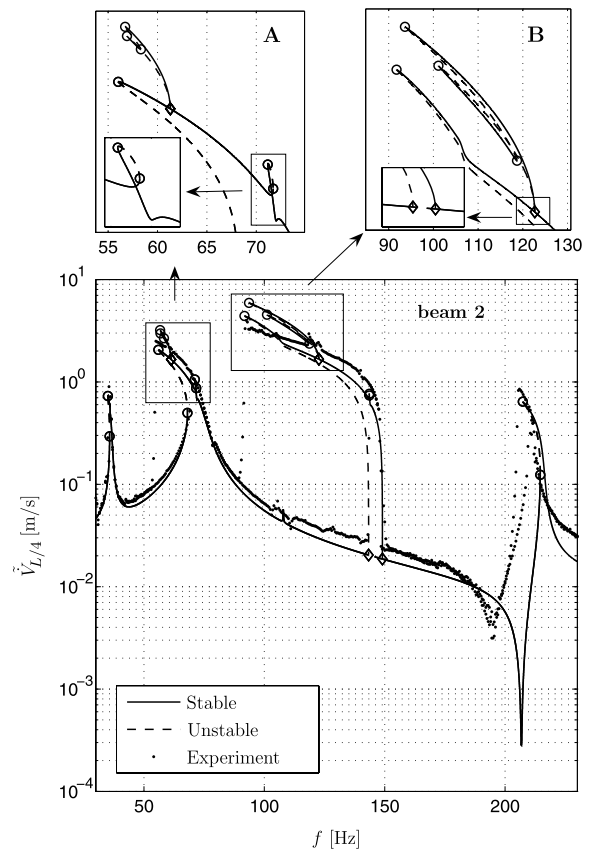 A
B
55 60 65 70
90 100 110 120 130
beam 2
10^1
10^0
10^-1
10^-2
10^-3
10^-4
Ṽ_L/4 [m/s]
Stable
Unstable
Experiment
50 100 150 200
f [Hz]